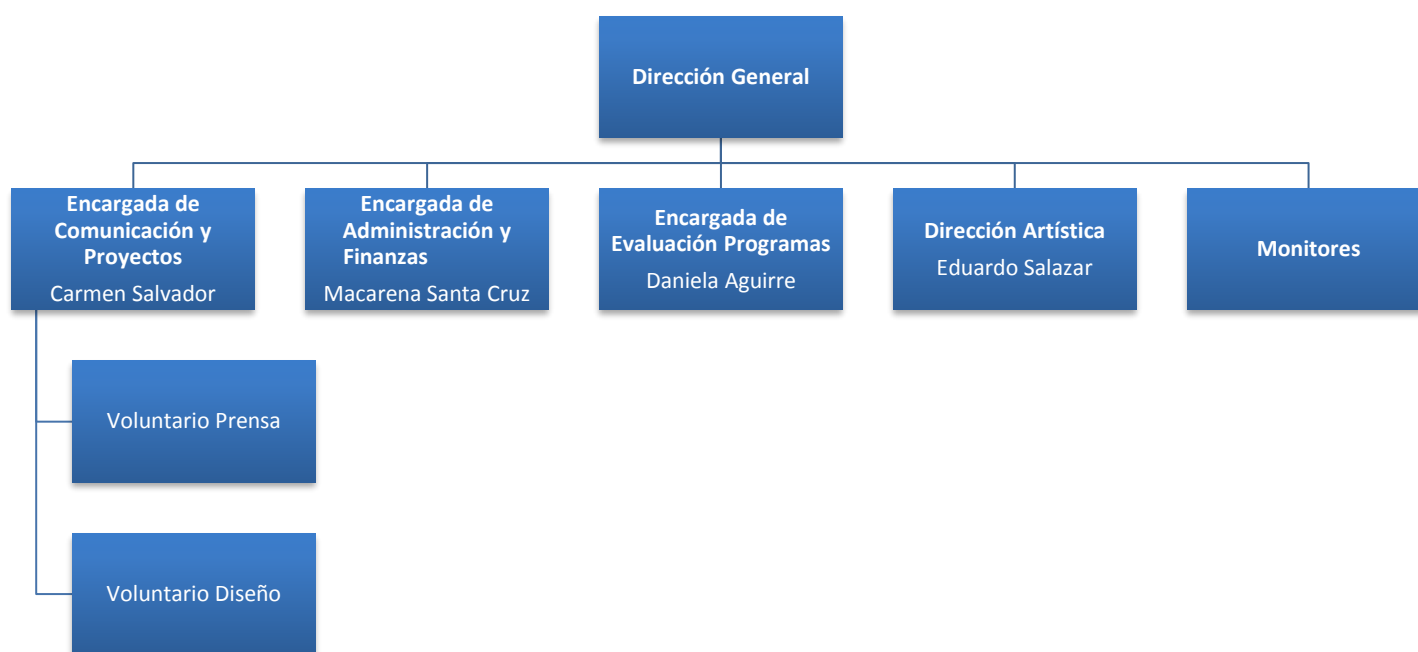 Dirección General
Encargada de
Comunicación y
Proyectos
Carmen Salvador
Encargada de
Administración y
Finanzas
Macarena Santa Cruz
Encargada de
Evaluación Programas
Daniela Aguirre
Dirección Artística
Eduardo Salazar
Monitores
Voluntario Prensa
Voluntario Diseño